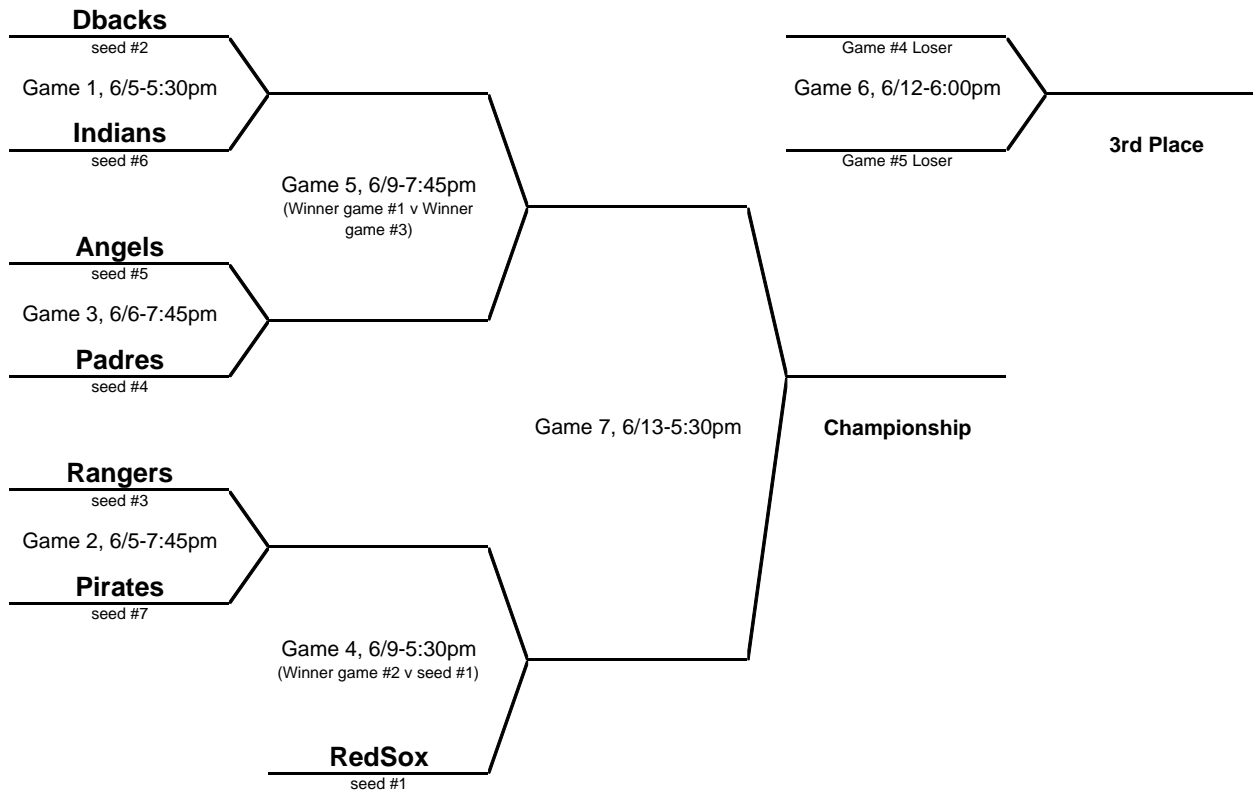 Dbacks
seed #2
Game 1, 6/5-5:30pm
Indians
seed #6
Game 5, 6/9-7:45pm
(Winner game #1 v Winner
game #3)
Angels
seed #5
Game 3, 6/6-7:45pm
Padres
seed #4
Game 7, 6/13-5:30pm
Championship
Rangers
seed #3
Game 2, 6/5-7:45pm
Pirates
seed #7
Game 4, 6/9-5:30pm
(Winner game #2 v seed #1)
RedSox
seed #1
Game #4 Loser
Game 6, 6/12-6:00pm
Game #5 Loser
3rd Place